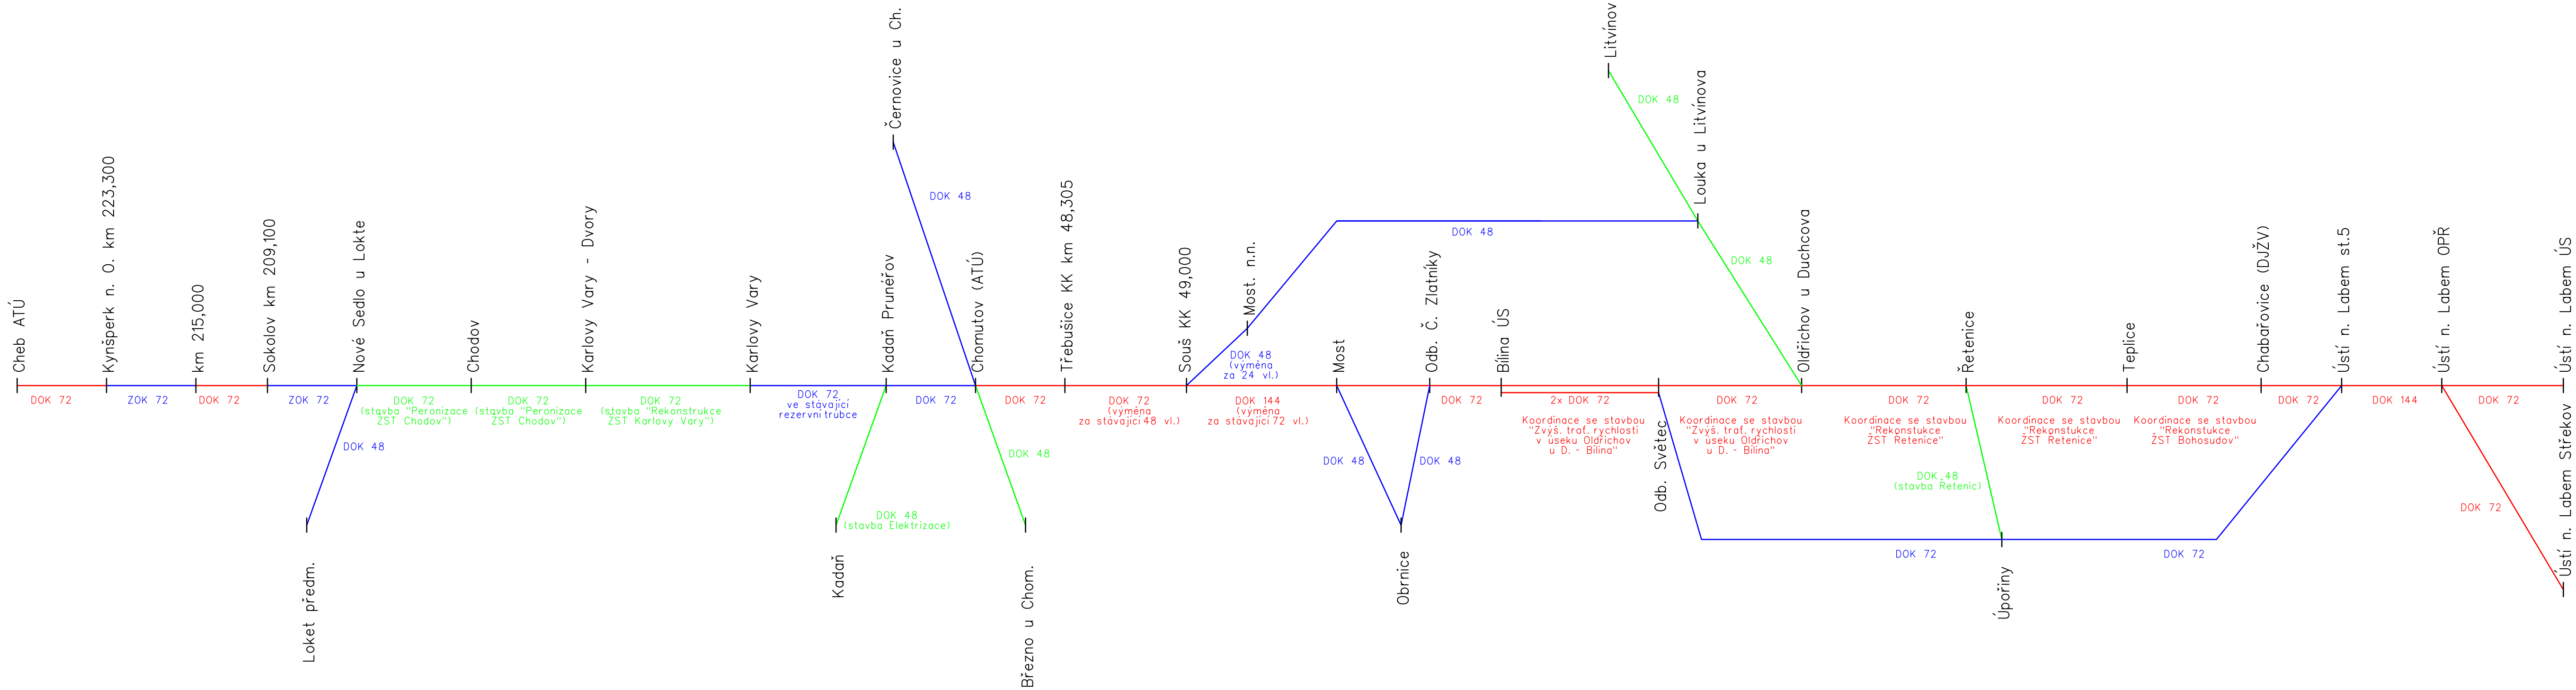 Cheb ATÚ
Kynšperk n. O. km 223,300
km 215,000
Sokolov km 209,100
Nové Sedlo u Lokte
Chodov
Karlovy Vary - Dvory
Karlovy Vary
Kadaň Prunéřov
Černovice u Ch.
Chomutov (ATÚ)
Třebušice KK km 48,305
Souš KK 49,000
Most. n.n.
Most
Odb. Č. Zlatníky
Bílina ÚS
Litvínov
Louka u Litvínova
Oldřichov u Duchcova
Řetenice
Teplice
Chabařovice (DJŽV)
Ústí n. Labem st.5
Ústí n. Labem OPŘ
Ústí n. Labem ÚS
DOK 48
DOK 48
DOK 48
DOK 48
DOK 48
(výměna
za 24 vl.)
DOK 72
ZOK 72
DOK 72
ZOK 72
DOK 72
(stavba "Peronizace
ŽST Chodov")
DOK 72
(stavba "Peronizace
ŽST Chodov")
DOK 72
(stavba "Rekonstrukce
ŽST Karlovy Vary")
DOK 72
ve stávající
rezervní trubce
DOK 72
DOK 72
DOK 72
(výměna
za stávající 48 vl.)
DOK 144
(výměna
za stávající 72 vl.)
DOK 72
2x DOK 72
Koordinace se stavbou
"Zvýš. trať. rychlosti
v úseku Oldřichov
u D. - Bílina"
DOK 72
Koordinace se stavbou
"Zvýš. trať. rychlosti
v úseku Oldřichov
u D. - Bílina"
DOK 72
Koordinace se stavbou
"Rekonstukce
ŽST Řetenice"
DOK 72
Koordinace se stavbou
"Rekonstukce
ŽST Řetenice"
DOK 72
Koordinace se stavbou
"Rekonstukce
ŽST Bohosudov"
DOK 72
DOK 144
DOK 72
DOK 48
DOK 48
(stavba Elektrizace)
DOK 48
DOK 48
DOK 48
DOK 48
(stavba Řetenic)
DOK 72
DOK 72
DOK 72
Loket předm.
Kadaň
Březno u Chom.
Obrnice
Odb. Světec
Úpořiny
Ústí n. Labem Střekov